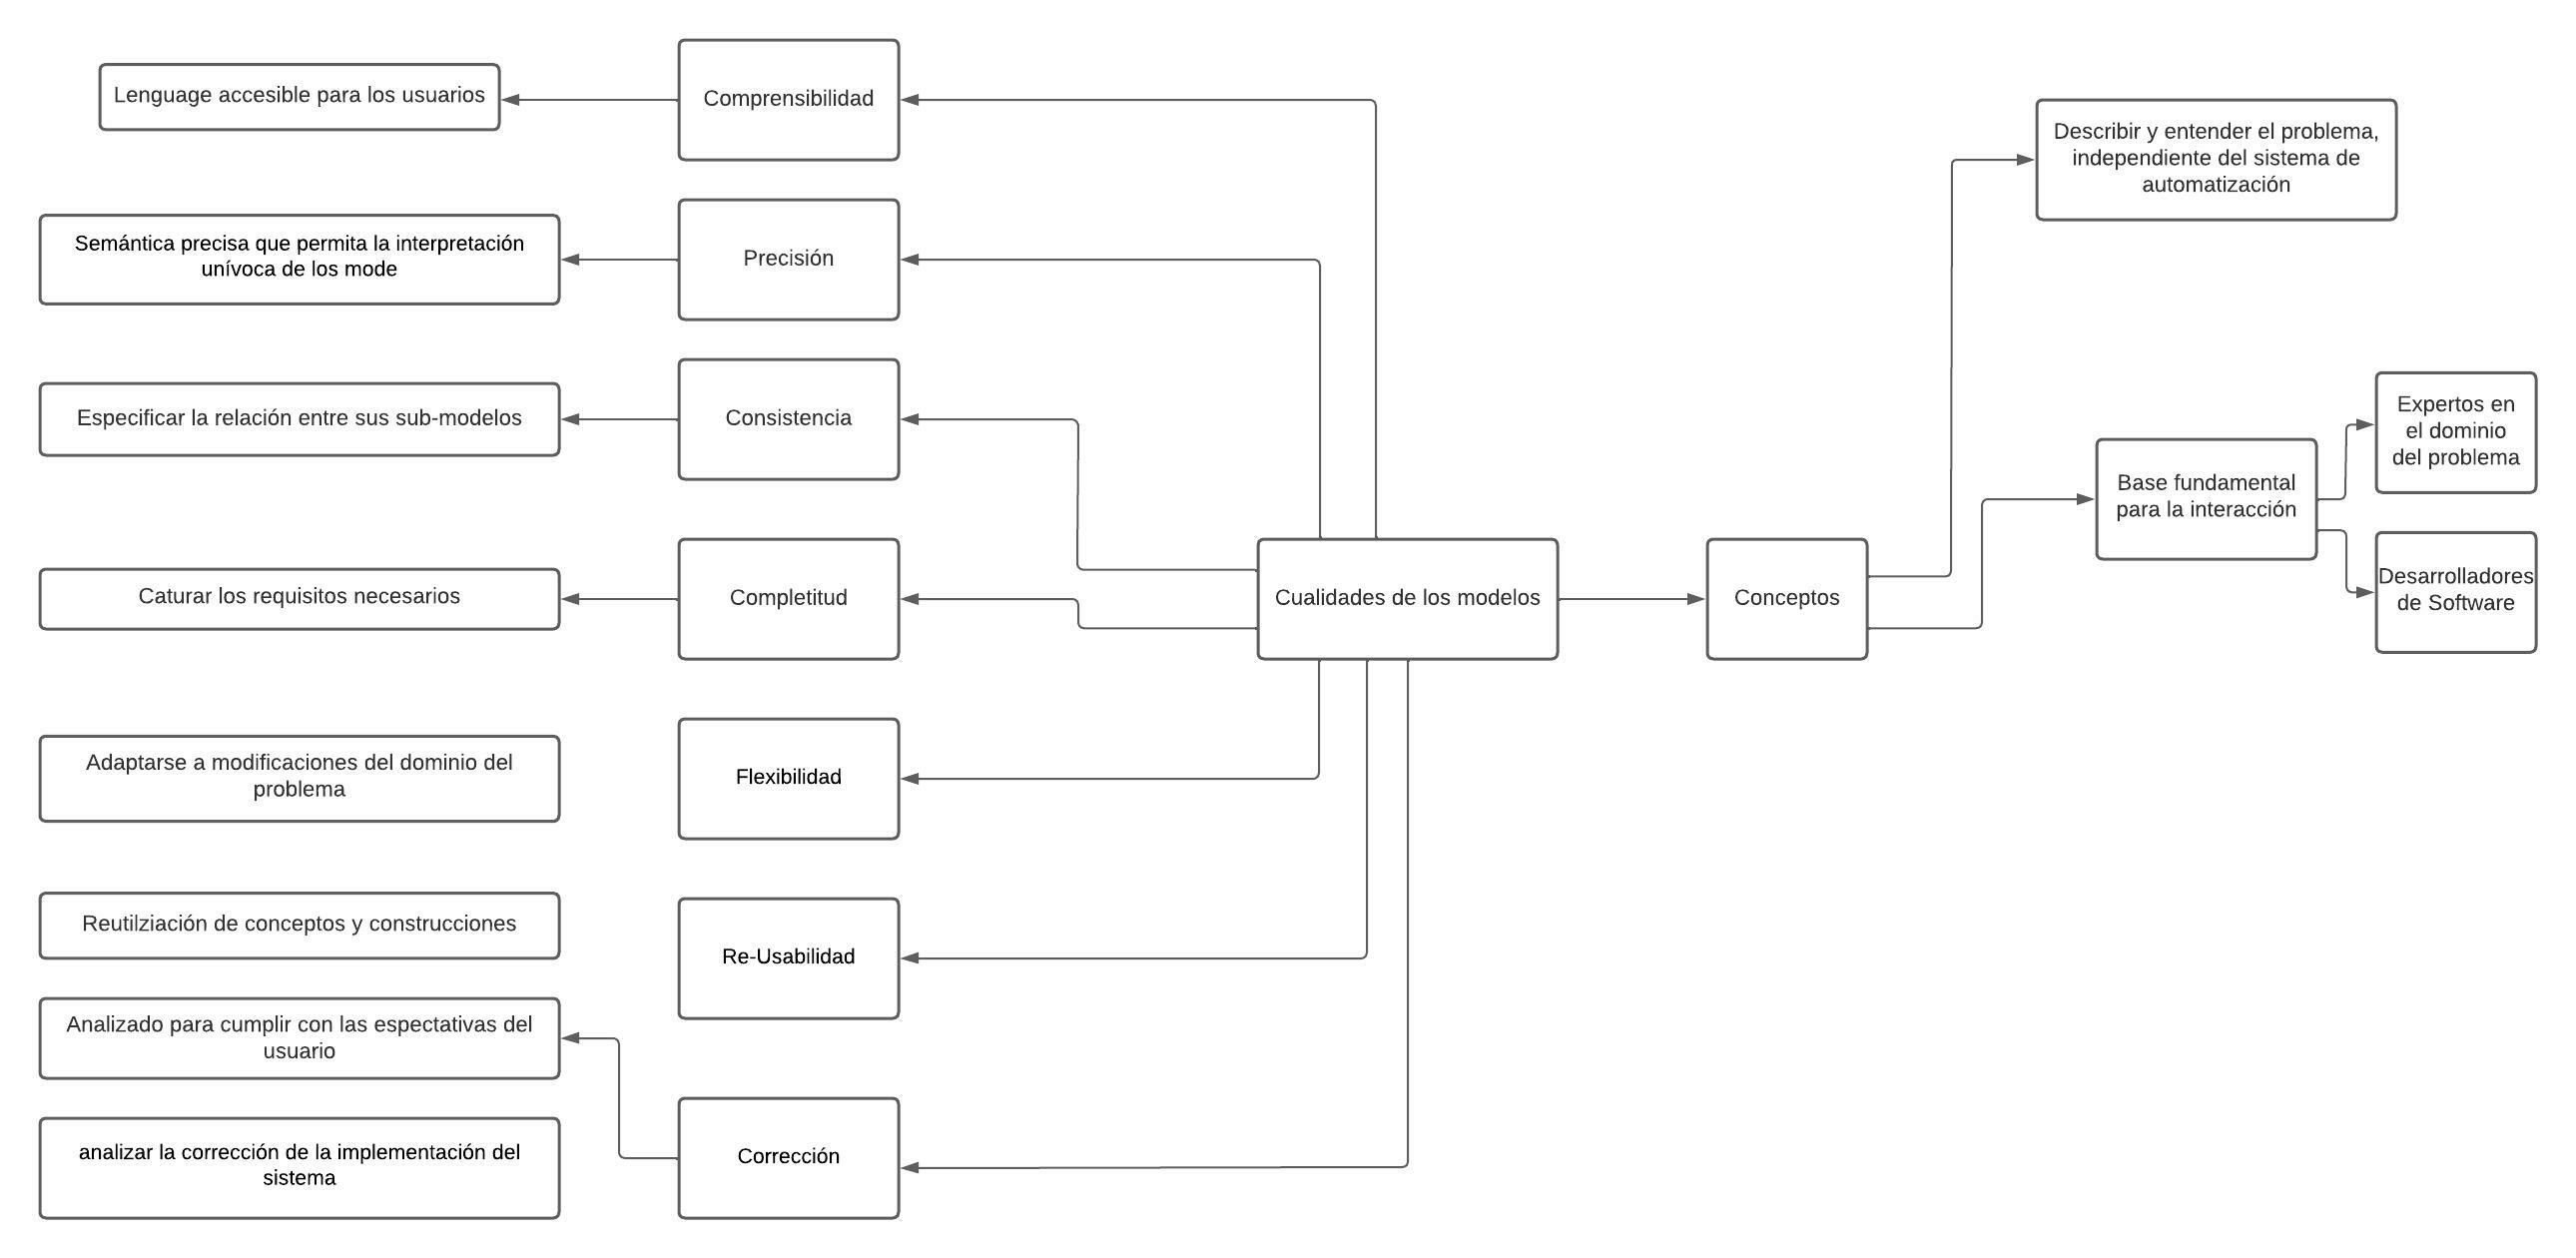 Comprensibilidad
Lenguage accesible para los usuarios
Describir y entender el problema,
independiente del sistema de
automatización
Semántica precisa que permita la interpretación
unívoca de los mode
Precisión
Especificar la relación entre sus sub-modelos
Consistencia
Expertos en
el dominio
del problema
Base fundamental
para la interacción
Caturar los requisitos necesarios
Completitud
Cualidades de los modelos
Conceptos
Desarrolladores
de Software
Adaptarse a modificaciones del dominio del
problema
Flexibilidad
Reutilziación de conceptos y construcciones
Re-Usabilidad
Analizado para cumplir con las espectativas del
usuario
analizar la corrección de la implementación del
sistema
Corrección